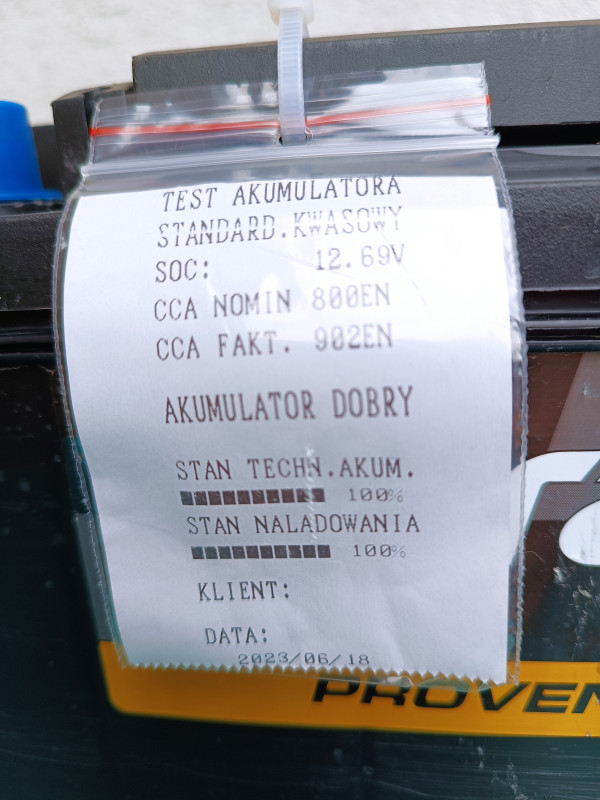 TEST AKUMULATORA
STANDARD.KWASOWY
SOC: 12.69V
CCA NOMIN 800EN
CCA FAKT. 902EN
AKUMULATOR DOBRY
STAN TECHN.AKUM.
100%
STAN NALADOWANIA
100%
KLIENT:
DATA:
2023/06/18